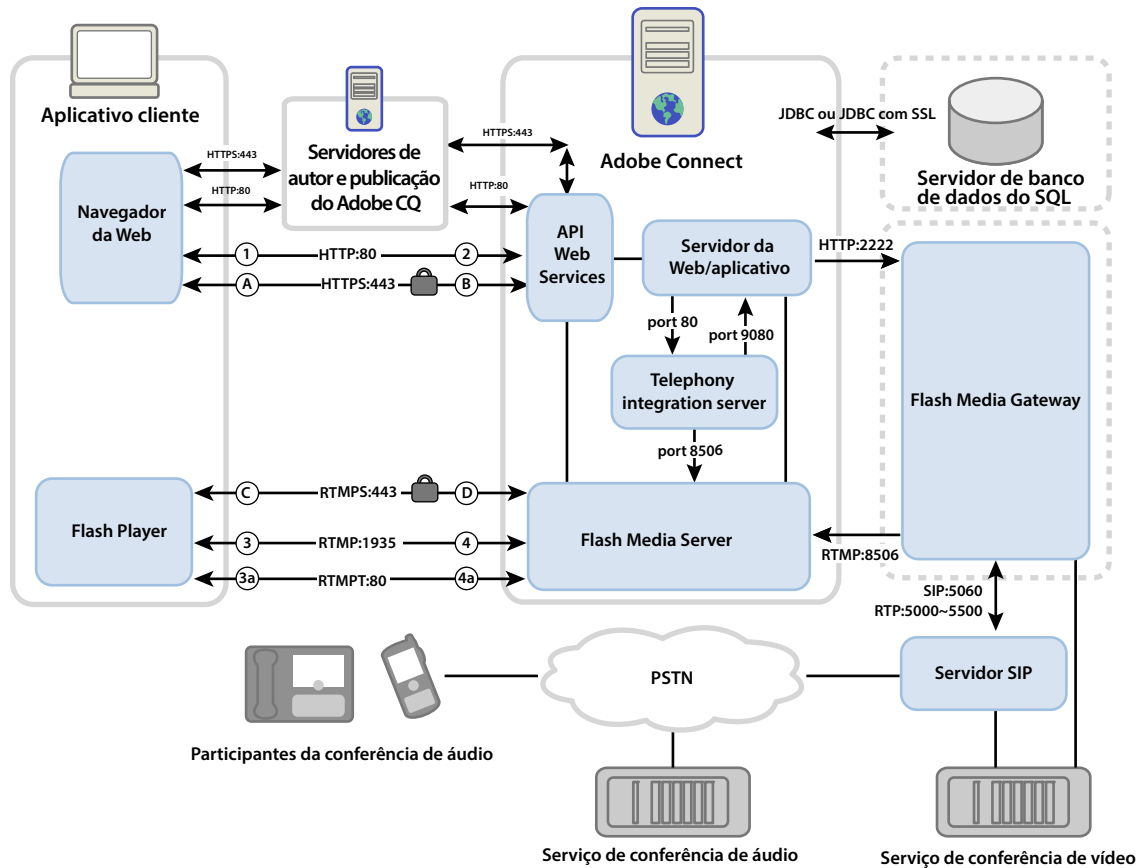 Aplicativo cliente
Servidores de
autor e publicação
do Adobe CQ
Adobe Connect
JDBC ou JDBC com SSL
Servidor de banco
de dados do SQL
HTTPS:443
HTTP:80
HTTPS:443
HTTP:80
Navegador
da Web
1
HTTP:80
2
A
HTTPS:443
B
API
Web
Services
Servidor da
Web/aplicativo
HTTP:2222
port 80
port 9080
Telephony
integration server
port 8506
Flash Media Gateway
Flash Player
C
RTMPS:443
D
3
RTMP:1935
4
3a
RTMPT:80
4a
Flash Media Server
RTMP:8506
SIP:5060
RTP:5000~5500
Servidor SIP
PSTN
Participantes da conferência de áudio
Serviço de conferência de áudio
Serviço de conferência de vídeo